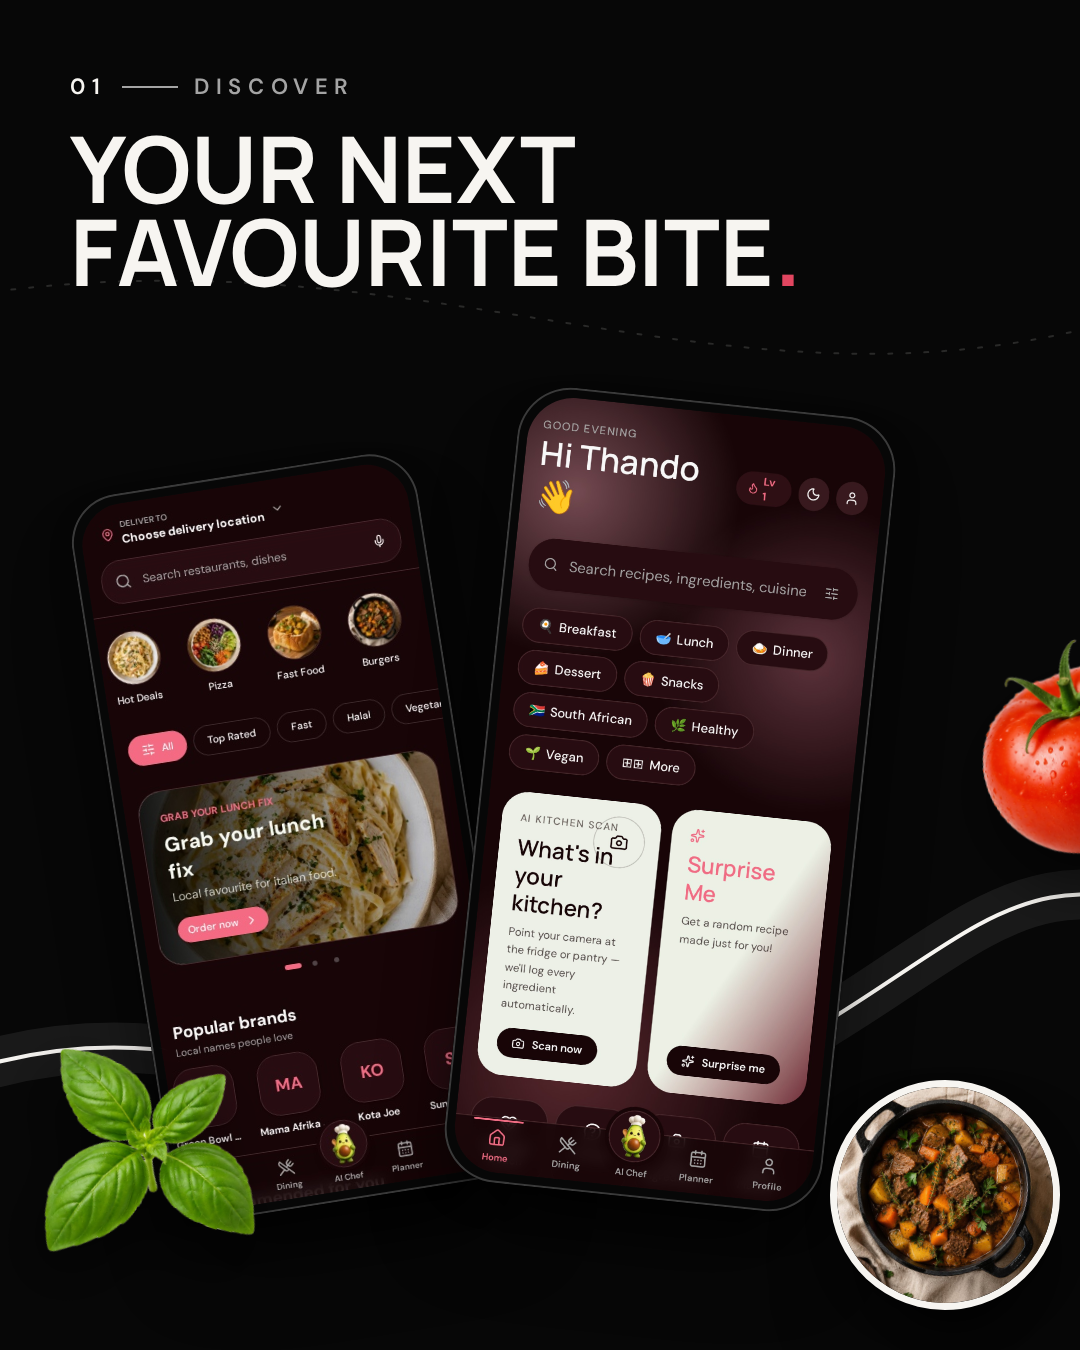 01 DISCOVER
YOUR NEXT
FAVOURITE BITE.
DELIVER TO
Choose delivery location
Search restaurants, dishes
Hot Deals
Pizza
Fast Food
Burgers
All
Top Rated
Fast
Halal
Vegetar
GRAB YOUR LUNCH FIX
Grab your lunch
fix
Local favourite for italian food.
Order now
Popular brands
Local names people love
MA
KO
S
Green Bowl ...
Mama Afrika
Kota Joe
Sun
Dining
AI Chef
Planner
GOOD EVENING
Hi Thando
👋
Lv
1
Search recipes, ingredients, cuisine
Breakfast
Lunch
Dinner
Dessert
Snacks
South African
Healthy
Vegan
More
AI KITCHEN SCAN
What's in
your
kitchen?
Point your camera at
the fridge or pantry —
we'll log every
ingredient
automatically.
Scan now
Surprise
Me
Get a random recipe
made just for you!
Surprise me
Home
Dining
AI Chef
Planner
Profile